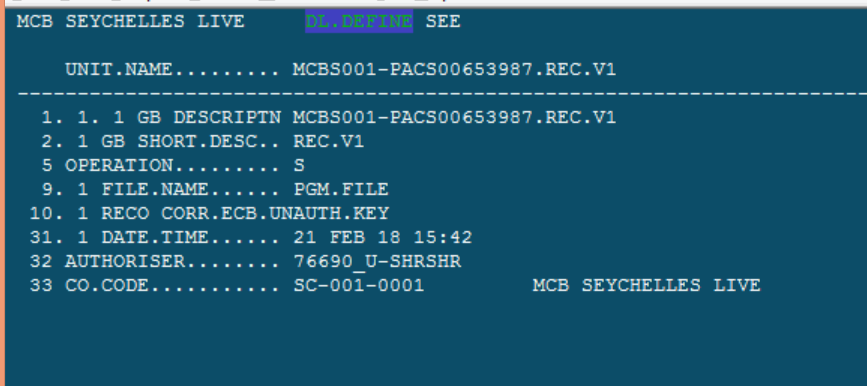 MCB SEYCHELLES LIVE DL.DEFINE SEE
UNIT.NAME......... MCBS001-PACS00653987.REC.V1
------------------------------------------------------------------------
1. 1. 1 GB DESCRIPTN MCBS001-PACS00653987.REC.V1
2. 1 GB SHORT.DESC.. REC.V1
5 OPERATION......... S
9. 1 FILE.NAME...... PGM.FILE
10. 1 RECO CORR.ECB.UNAUTH.KEY
31. 1 DATE.TIME...... 21 FEB 18 15:42
32 AUTHORISER........ 76690_U-SHRSHR
33 CO.CODE........... SC-001-0001 MCB SEYCHELLES LIVE